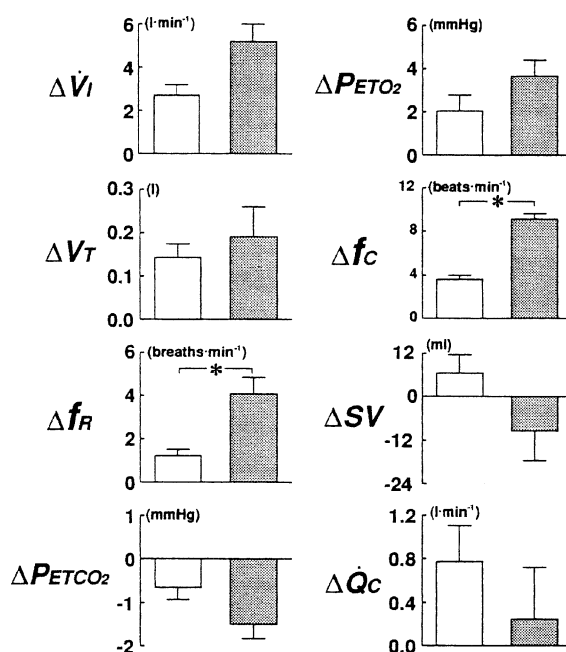 (l·min⁻¹)
ΔV̇I
6
4
2
0
(mmHg)
ΔPETO2
6
4
2
0
(l)
ΔVT
0.3
0.2
0.1
0.0
(beats·min⁻¹)
*
ΔfC
12
8
4
0
(breaths·min⁻¹)
*
ΔfR
6
4
2
0
(ml)
ΔSV
12
0
-12
-24
(mmHg)
ΔPETCO2
1
0
-1
-2
(l·min⁻¹)
ΔQ̇C
1.2
0.8
0.4
0.0